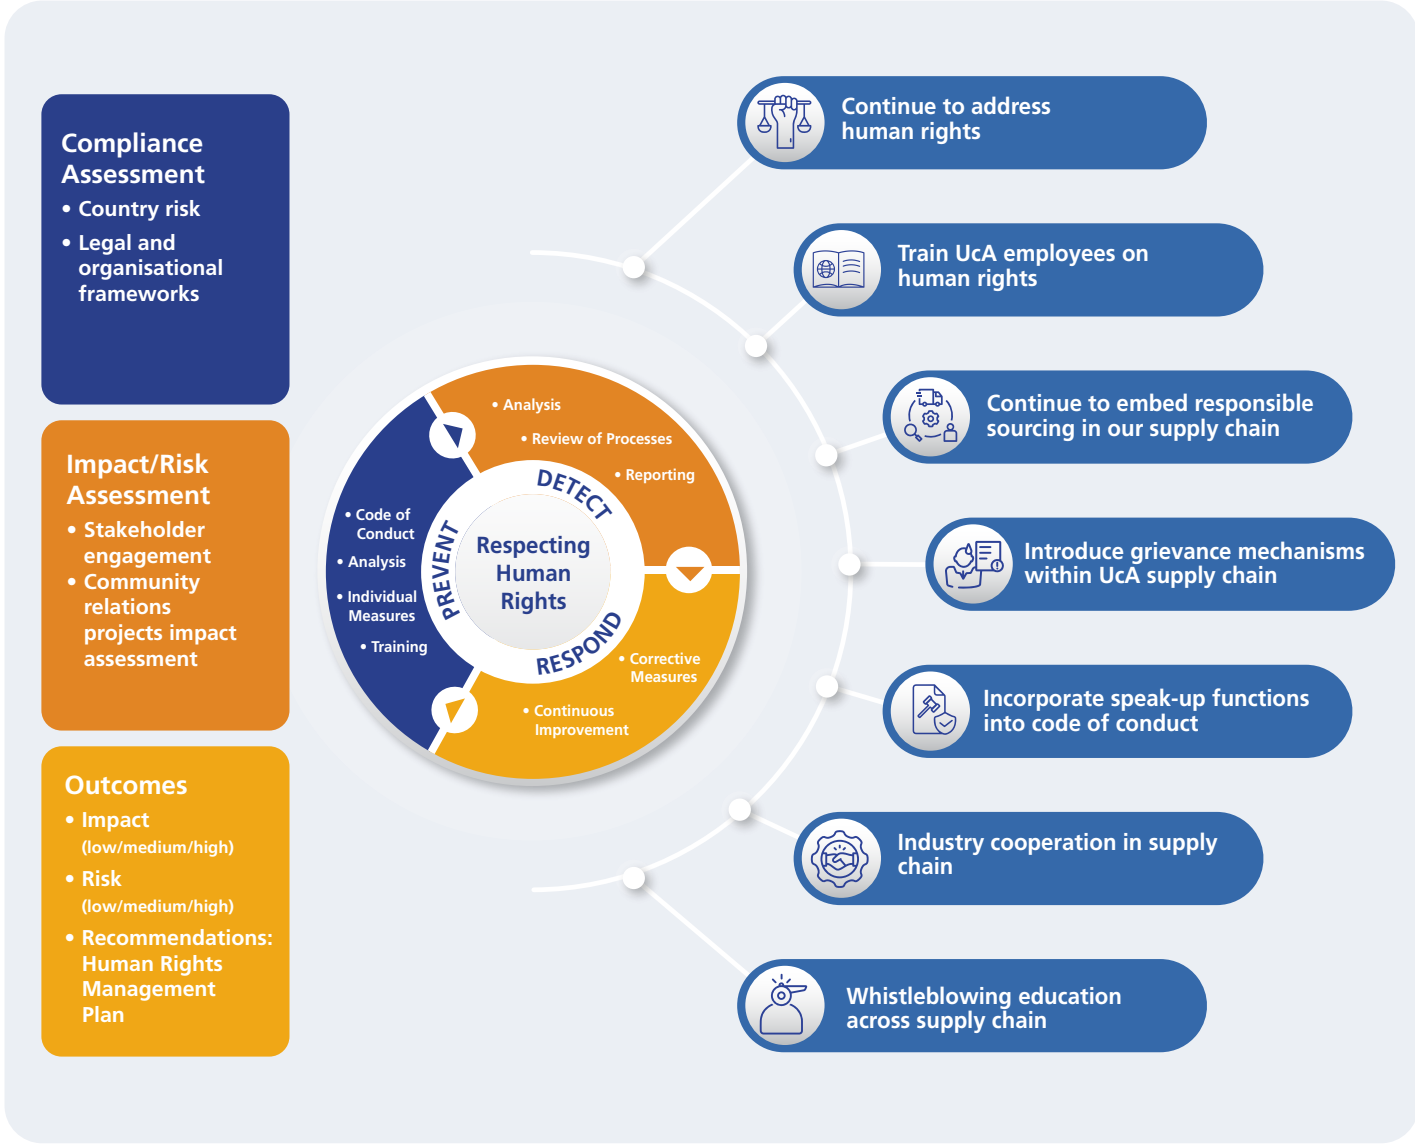 Compliance
Assessment
• Country risk
• Legal and
organisational
frameworks
Impact/Risk
Assessment
• Stakeholder
engagement
• Community
relations
projects impact
assessment
Outcomes
• Impact
(low/medium/high)
• Risk
(low/medium/high)
• Recommendations:
Human Rights
Management
Plan
DETECT
• Analysis
• Review of Processes
• Reporting
PREVENT
• Code of
Conduct
• Analysis
• Individual
Measures
• Training
Respecting
Human
Rights
RESPOND
• Corrective
Measures
• Continuous
Improvement
Continue to address
human rights
Train UcA employees on
human rights
Continue to embed responsible
sourcing in our supply chain
Introduce grievance mechanisms
within UcA supply chain
Incorporate speak-up functions
into code of conduct
Industry cooperation in supply
chain
Whistleblowing education
across supply chain